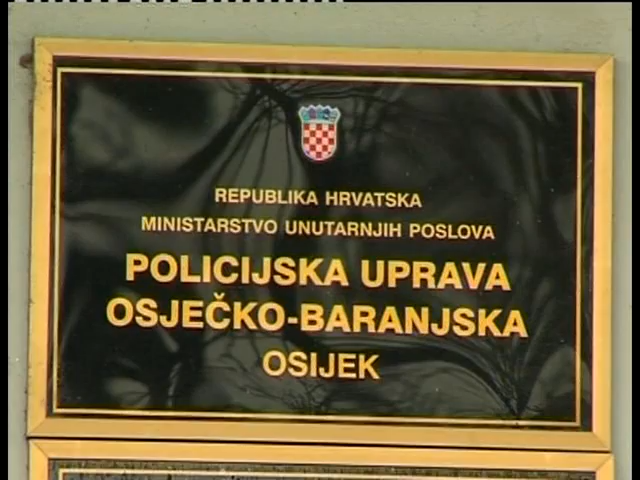 REPUBLIKA HRVATSKA
MINISTARSTVO UNUTARNJIH POSLOVA
POLICIJSKA UPRAVA
OSJEČKO-BARANJSKA
OSIJEK